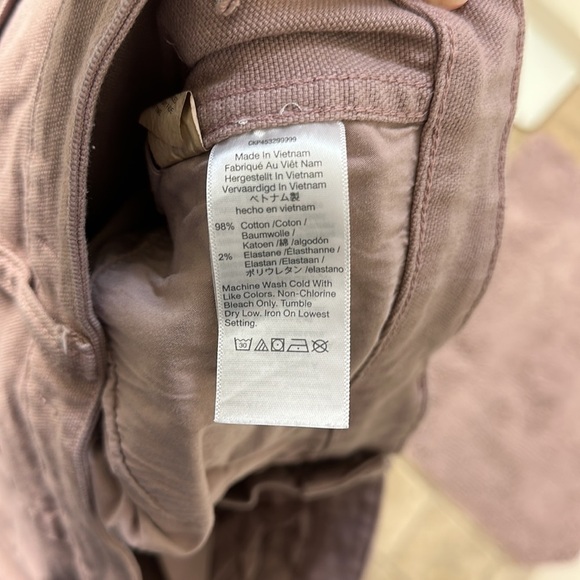 Made In Vietnam
Fabriqué Au Viêt Nam
Hergestellt In Vietnam
Vervaardigd In Vietnam
ベトナム製
hecho en vietnam
98% Cotton /Coton /
Baumwolle /
Katoen /綿 /algodón
2% Elastane /Élasthanne /
Elastan /Elastaan /
ポリウレタン /elastano
Machine Wash Cold With
Like Colors. Non-Chlorine
Bleach Only. Tumble
Dry Low. Iron On Lowest
Setting.
30